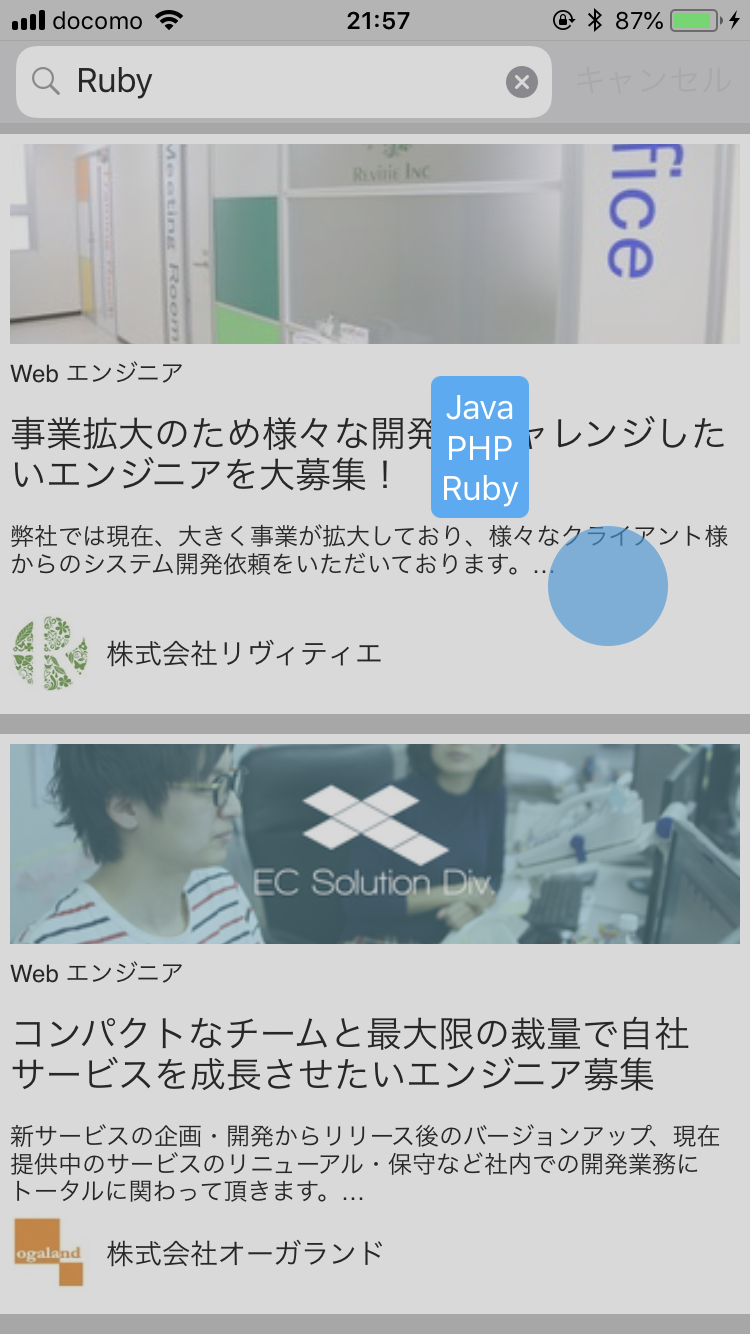 docomo 21:57 87%
Ruby キャンセル
Meeting Room
Revitie Inc
fice
Web エンジニア
Java
PHP
Ruby
事業拡大のため様々な開発 ャレンジした
いエンジニアを大募集！
弊社では現在、大きく事業が拡大しており、様々なクライアント様
からのシステム開発依頼をいただいております。…
株式会社リヴィティエ
EC Solution Div.
Web エンジニア
コンパクトなチームと最大限の裁量で自社
サービスを成長させたいエンジニア募集
新サービスの企画・開発からリリース後のバージョンアップ、現在
提供中のサービスのリニューアル・保守など社内での開発業務に
トータルに関わって頂きます。…
ogaland
株式会社オーガランド